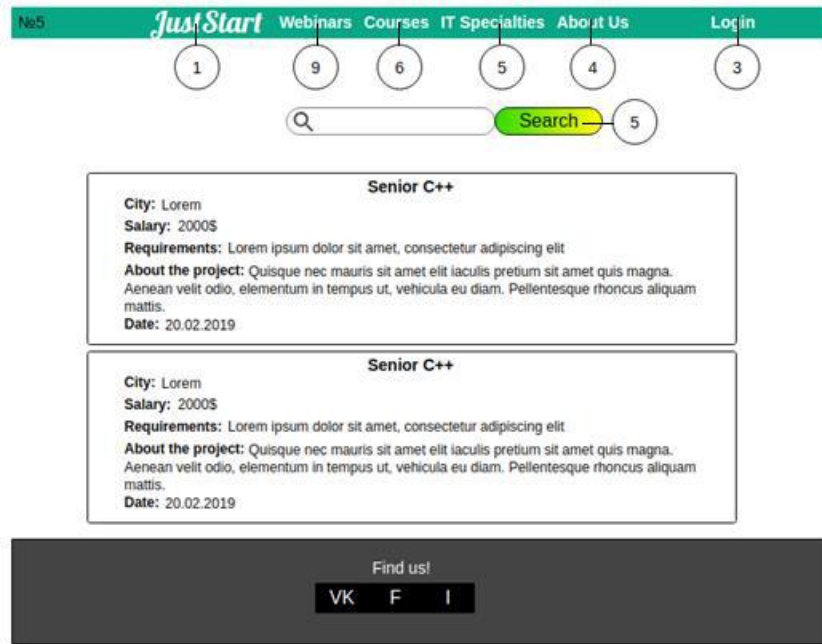 №5 JustStart Webinars Courses IT Specialties About Us Login
1 9 6 5 4 3
Search 5
Senior C++
City: Lorem
Salary: 2000$
Requirements: Lorem ipsum dolor sit amet, consectetur adipiscing elit
About the project: Quisque nec mauris sit amet elit iaculis pretium sit amet quis magna.
Aenean velit odio, elementum in tempus ut, vehicula eu diam. Pellentesque rhoncus aliquam
mattis.
Date: 20.02.2019
Senior C++
City: Lorem
Salary: 2000$
Requirements: Lorem ipsum dolor sit amet, consectetur adipiscing elit
About the project: Quisque nec mauris sit amet elit iaculis pretium sit amet quis magna.
Aenean velit odio, elementum in tempus ut, vehicula eu diam. Pellentesque rhoncus aliquam
mattis.
Date: 20.02.2019
Find us!
VK F I